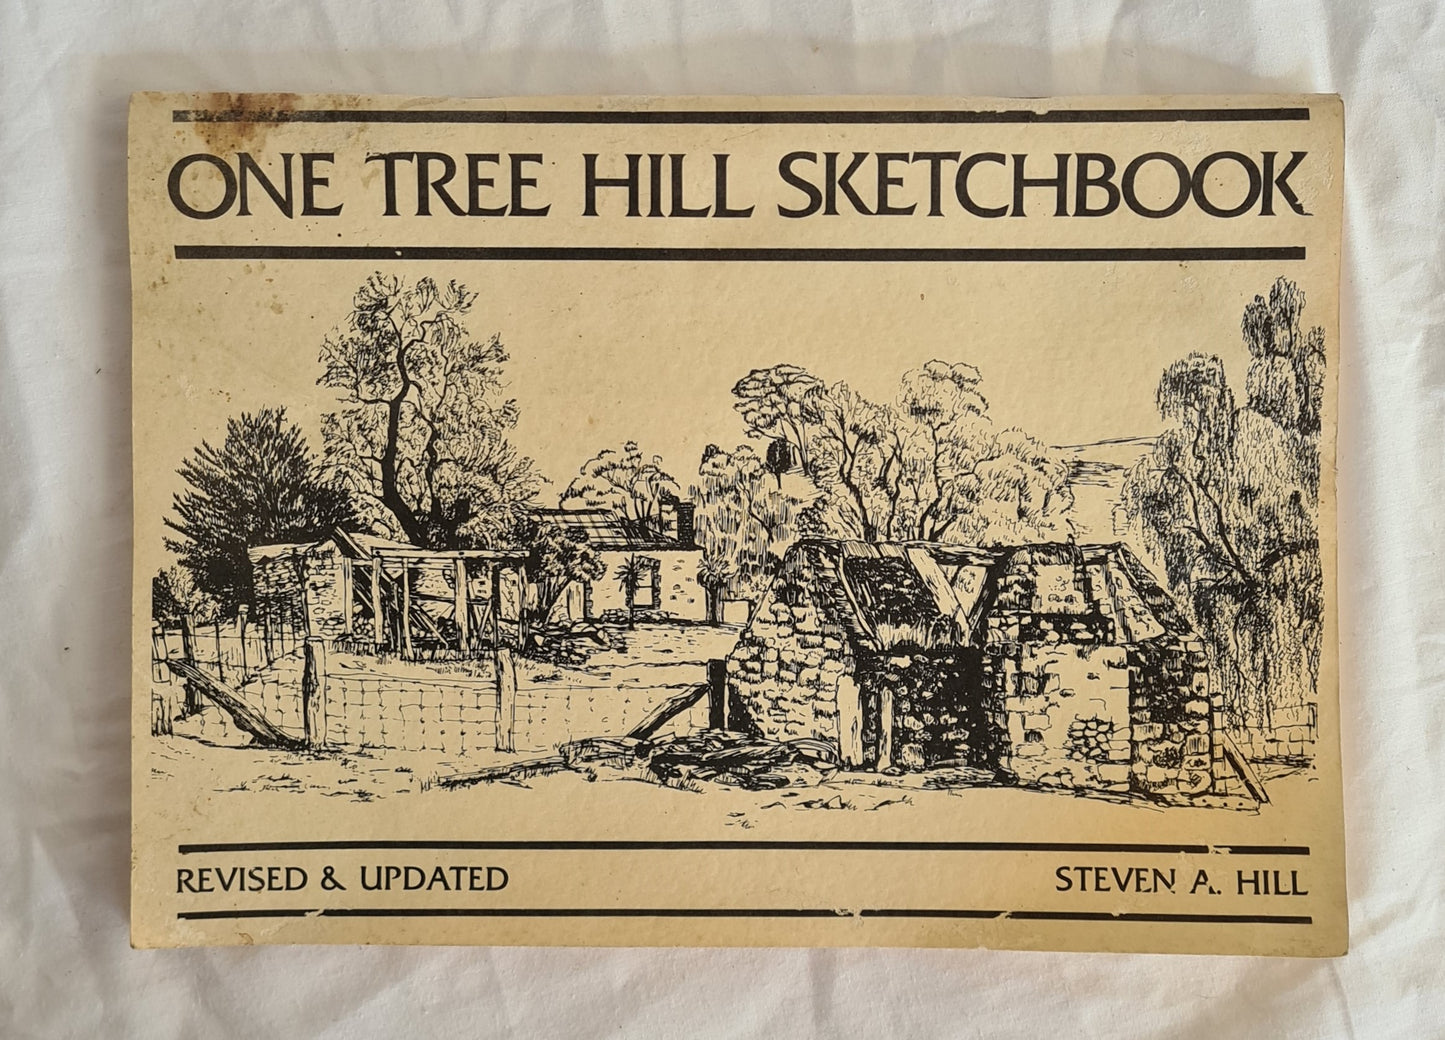 ONE TREE HILL SKETCHBOOK
REVISED & UPDATED
STEVEN A. HILL